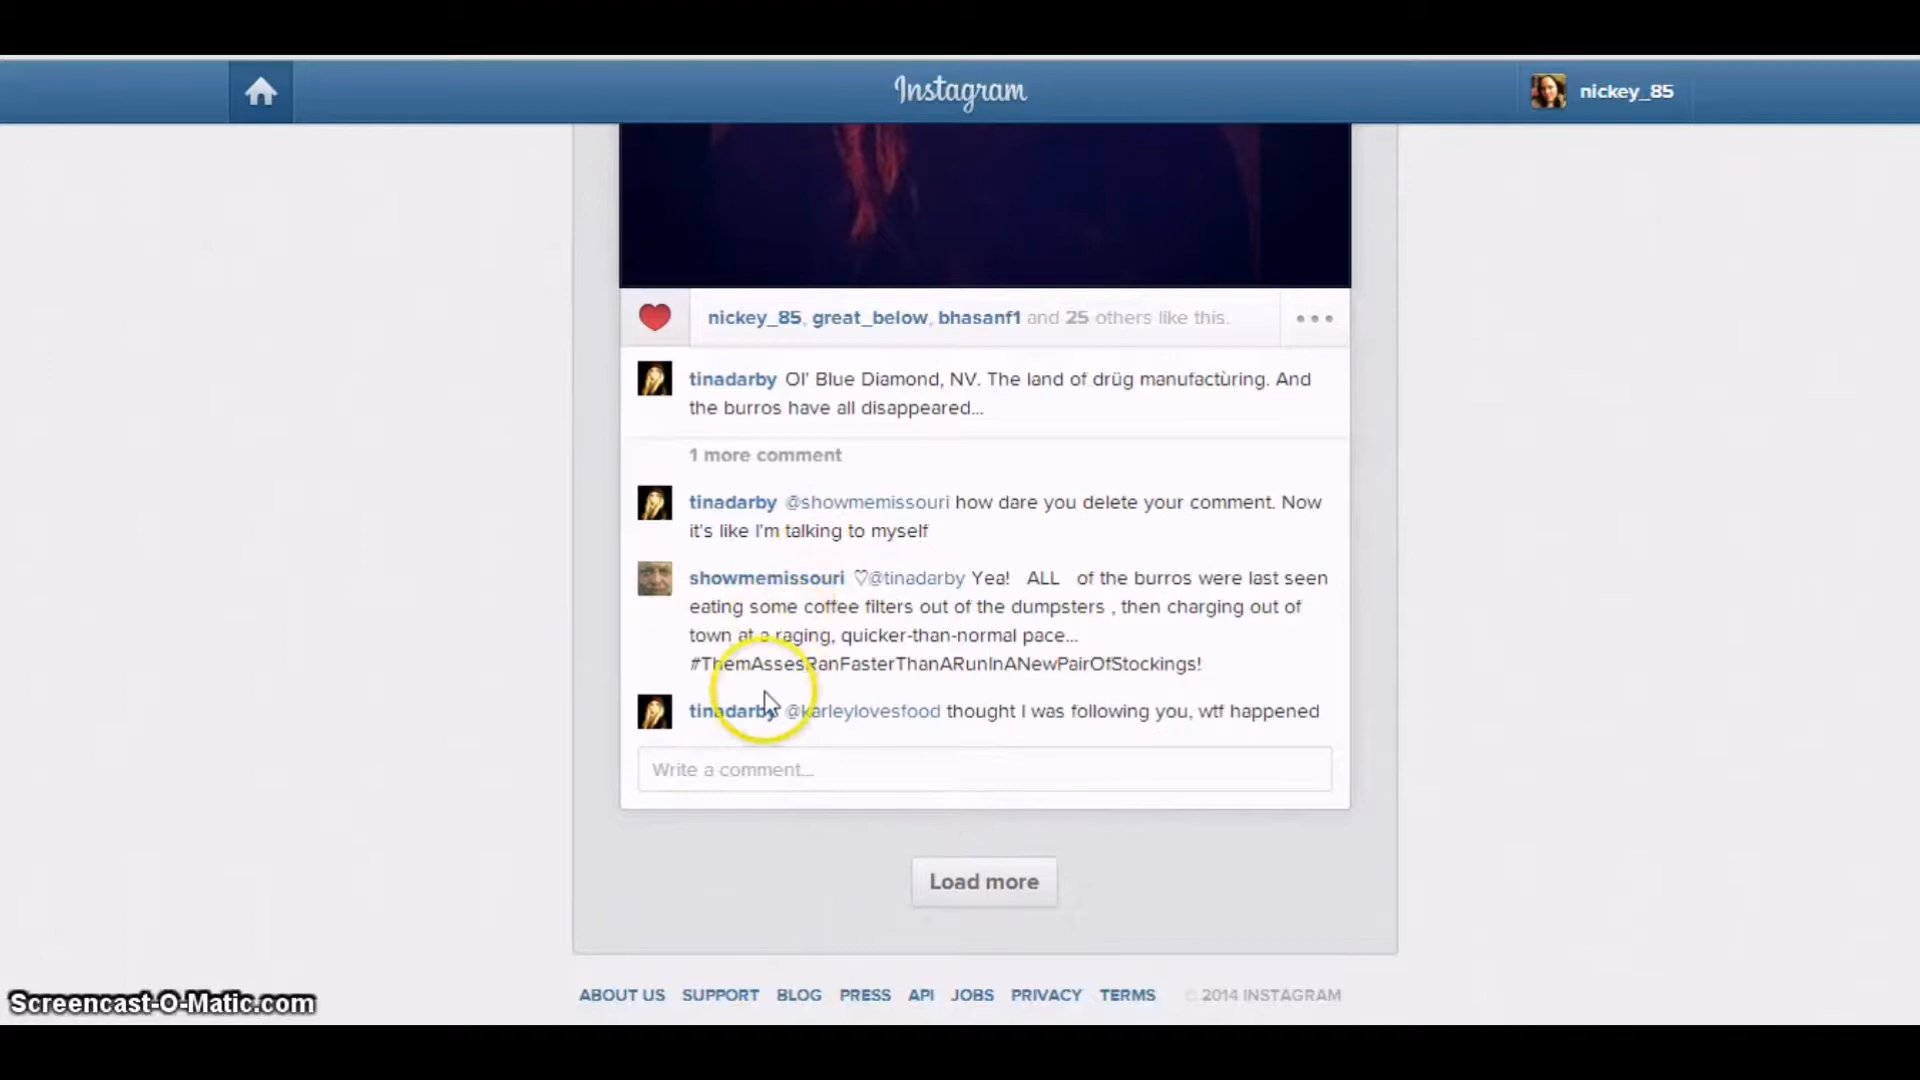 Instagram
nickey_85
nickey_85, great_below, bhasanf1 and 25 others like this.
tinadarby Ol' Blue Diamond, NV. The land of drüg manufactùring. And
the burros have all disappeared...
1 more comment
tinadarby @showmemissouri how dare you delete your comment. Now
it's like I'm talking to myself
showmemissouri ♡@tinadarby Yea! ALL of the burros were last seen
eating some coffee filters out of the dumpsters , then charging out of
town at a raging, quicker-than-normal pace...
#ThemAssesRanFasterThanARunInANewPairOfStockings!
tinadarby @karleylovesfood thought I was following you, wtf happened
Write a comment...
Load more
ABOUT US SUPPORT BLOG PRESS API JOBS PRIVACY TERMS © 2014 INSTAGRAM
Screencast-O-Matic.com